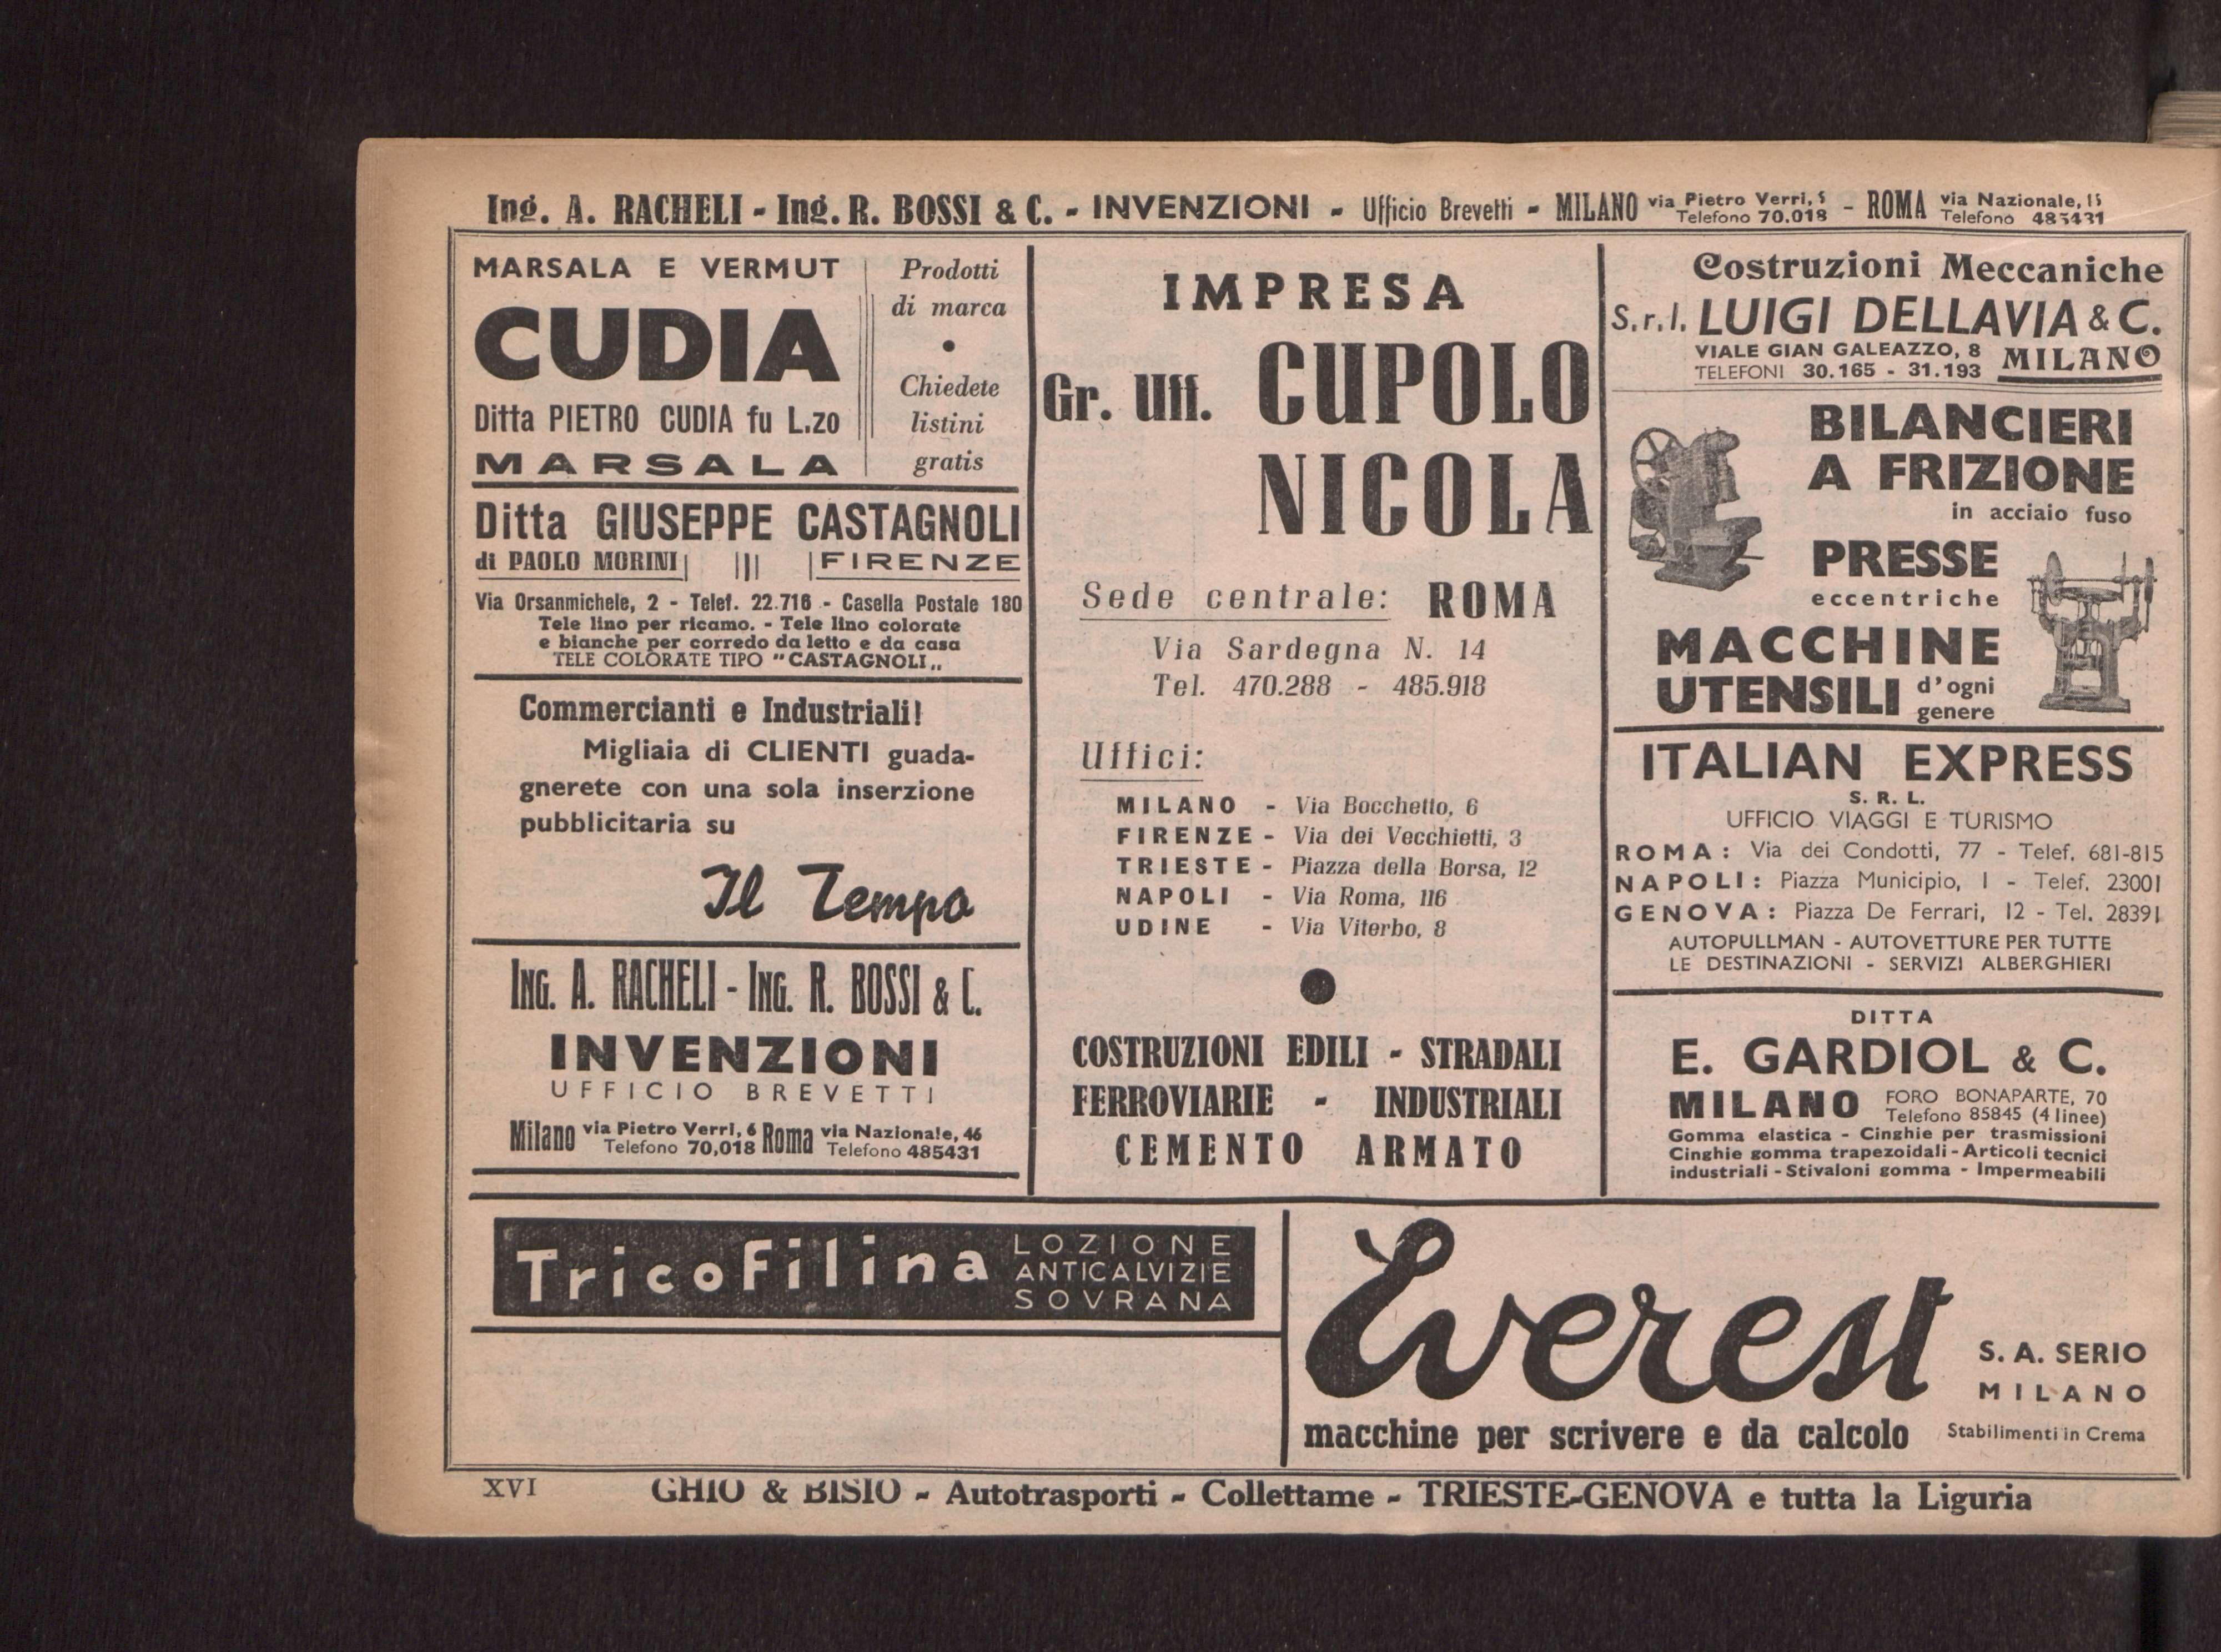 Ing. A. RACHELI - Ing. R. BOSSI & C. - INVENZIONI - Ufficio Brevetti - MILANO via Pietro Verri, 5 Telefono 70.018 - ROMA via Nazionale, 15 Telefono 485431
MARSALA E VERMUT
CUDIA
Ditta PIETRO CUDIA fu L.zo
MARSALA
Prodotti
di marca
•
Chiedete
listini
gratis
Ditta GIUSEPPE CASTAGNOLI
di PAOLO MORINI FIRENZE
Via Orsanmichele, 2 - Telef. 22.716 - Casella Postale 180
Tele lino per ricamo. - Tele lino colorate
e bianche per corredo da letto e da casa
TELE COLORATE TIPO "CASTAGNOLI„
Commercianti e Industriali!
Migliaia di CLIENTI guada-
gnerete con una sola inserzione
pubblicitaria su
Il Tempo
ING. A. RACHELI - ING. R. BOSSI & C.
INVENZIONI
UFFICIO BREVETTI
Milano via Pietro Verri, 6 Telefono 70,018 Roma via Nazionale, 46 Telefono 485431
IMPRESA
Gr. Uff. CUPOLO
NICOLA
Sede centrale: ROMA
Via Sardegna N. 14
Tel. 470.288 - 485.918
Uffici:
MILANO - Via Bocchetto, 6
FIRENZE - Via dei Vecchietti, 3
TRIESTE - Piazza della Borsa, 12
NAPOLI - Via Roma, 116
UDINE - Via Viterbo, 8
COSTRUZIONI EDILI - STRADALI
FERROVIARIE - INDUSTRIALI
CEMENTO ARMATO
Costruzioni Meccaniche
S.r.l. LUIGI DELLAVIA & C.
VIALE GIAN GALEAZZO, 8
TELEFONI 30.165 - 31.193 MILANO
BILANCIERI
A FRIZIONE
in acciaio fuso
PRESSE
eccentriche
MACCHINE
UTENSILI d'ogni
genere
ITALIAN EXPRESS
S. R. L.
UFFICIO VIAGGI E TURISMO
ROMA: Via dei Condotti, 77 - Telef. 681-815
NAPOLI: Piazza Municipio, 1 - Telef. 23001
GENOVA: Piazza De Ferrari, 12 - Tel. 28391
AUTOPULLMAN - AUTOVETTURE PER TUTTE
LE DESTINAZIONI - SERVIZI ALBERGHIERI
DITTA
E. GARDIOL & C.
MILANO FORO BONAPARTE, 70
Telefono 85845 (4 linee)
Gomma elastica - Cinghie per trasmissioni
Cinghie gomma trapezoidali - Articoli tecnici
industriali - Stivaloni gomma - Impermeabili
TricoFilina
LOZIONE
ANTICALVIZIE
SOVRANA
Everest
S. A. SERIO
MILANO
macchine per scrivere e da calcolo
Stabilimenti in Crema
XVI
GHIO & BISIO - Autotrasporti - Collettame - TRIESTE-GENOVA e tutta la Liguria